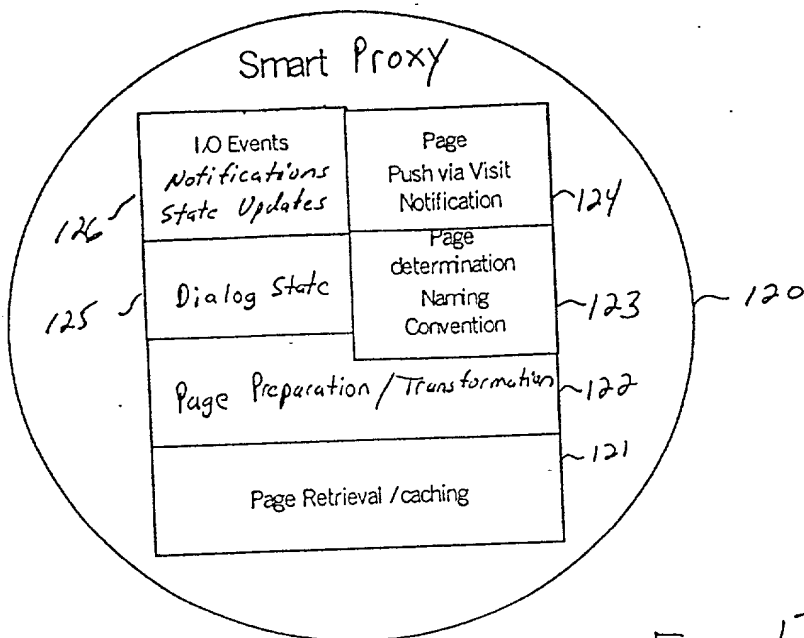 Smart Proxy
I.O Events
Notifications
State Updates
126
Page
Push via Visit
Notification
124
Dialog State
125
Page
determination
Naming
Convention
123
120
Page Preparation / Transformation
122
121
Page Retrieval /caching